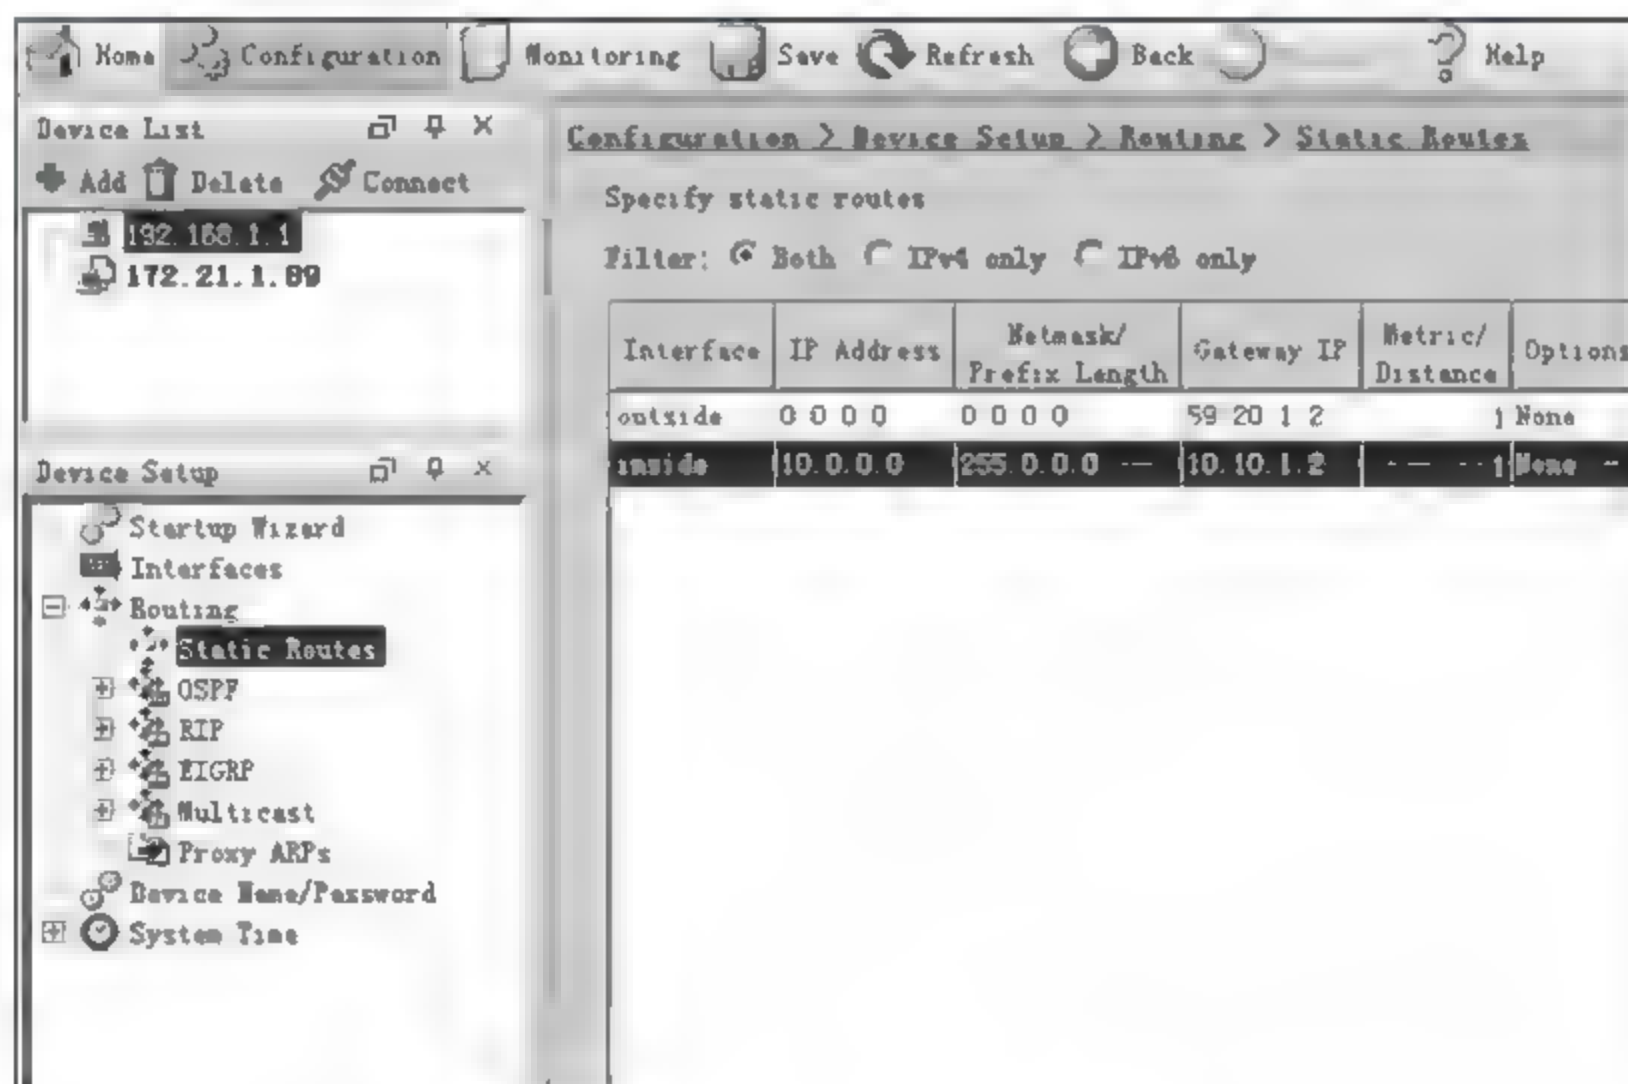 Home Configuration Monitoring Save Refresh Back Help
Device List
Add Delete Connect
192.168.1.1
172.21.1.89
Device Setup
Startup Wizard
Interfaces
Routing
Static Routes
OSPF
RIP
EIGRP
Multicast
Proxy ARPs
Device Name/Password
System Time
Configuration > Device Setup > Routing > Static Routes
Specify static routes
Filter: Both IPv4 only IPv6 only
Interface IP Address Netmask/ Prefix Length Gateway IP Metric/ Distance Options
outside 0 0 0 0 0 0 0 0 59 20 1 2 1 None
inside 10.0.0.0 255.0.0.0 10.10.1.2 1 None